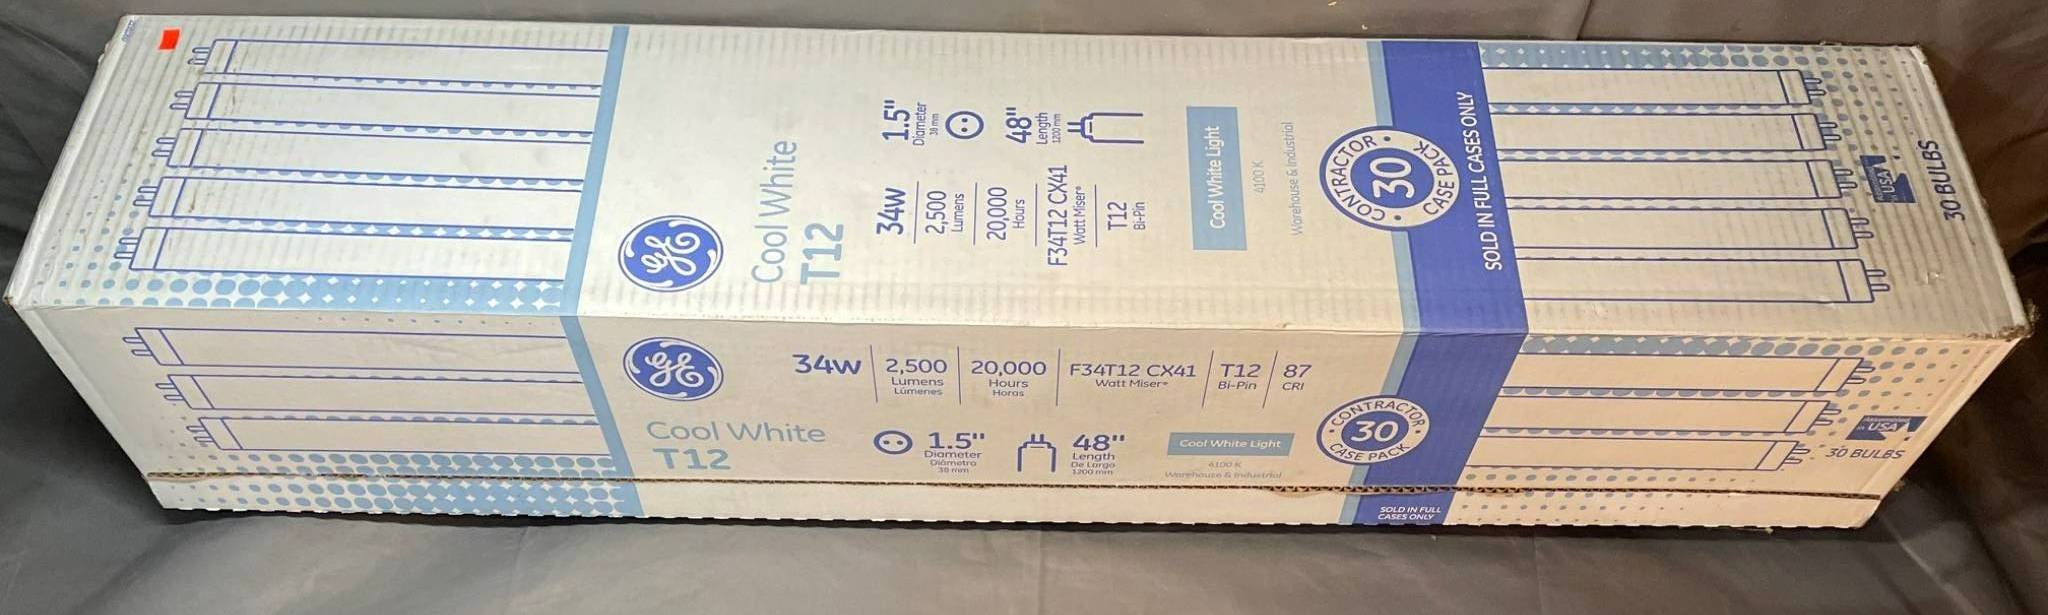 GE
Cool White
T12
34W
2,500
Lumens
20,000
Hours
F34T12 CX41
Watt Miser®
T12
Bi-Pin
1.5"
Diameter
38 mm
48"
Length
1200 mm
Cool White Light
4100 K
Warehouse & Industrial
CONTRACTOR
30
CASE PACK
SOLD IN FULL CASES ONLY
USA
30 BULBS
GE
Cool White
T12
34W
2,500
Lumens
Lúmenes
20,000
Hours
Horas
F34T12 CX41
Watt Miser®
T12
Bi-Pin
87
CRI
1.5"
Diameter
Diámetro
38 mm
48"
Length
De Largo
1200 mm
Cool White Light
4100 K
Warehouse & Industrial
CONTRACTOR
30
CASE PACK
SOLD IN FULL
CASES ONLY
in USA
30 BULBS